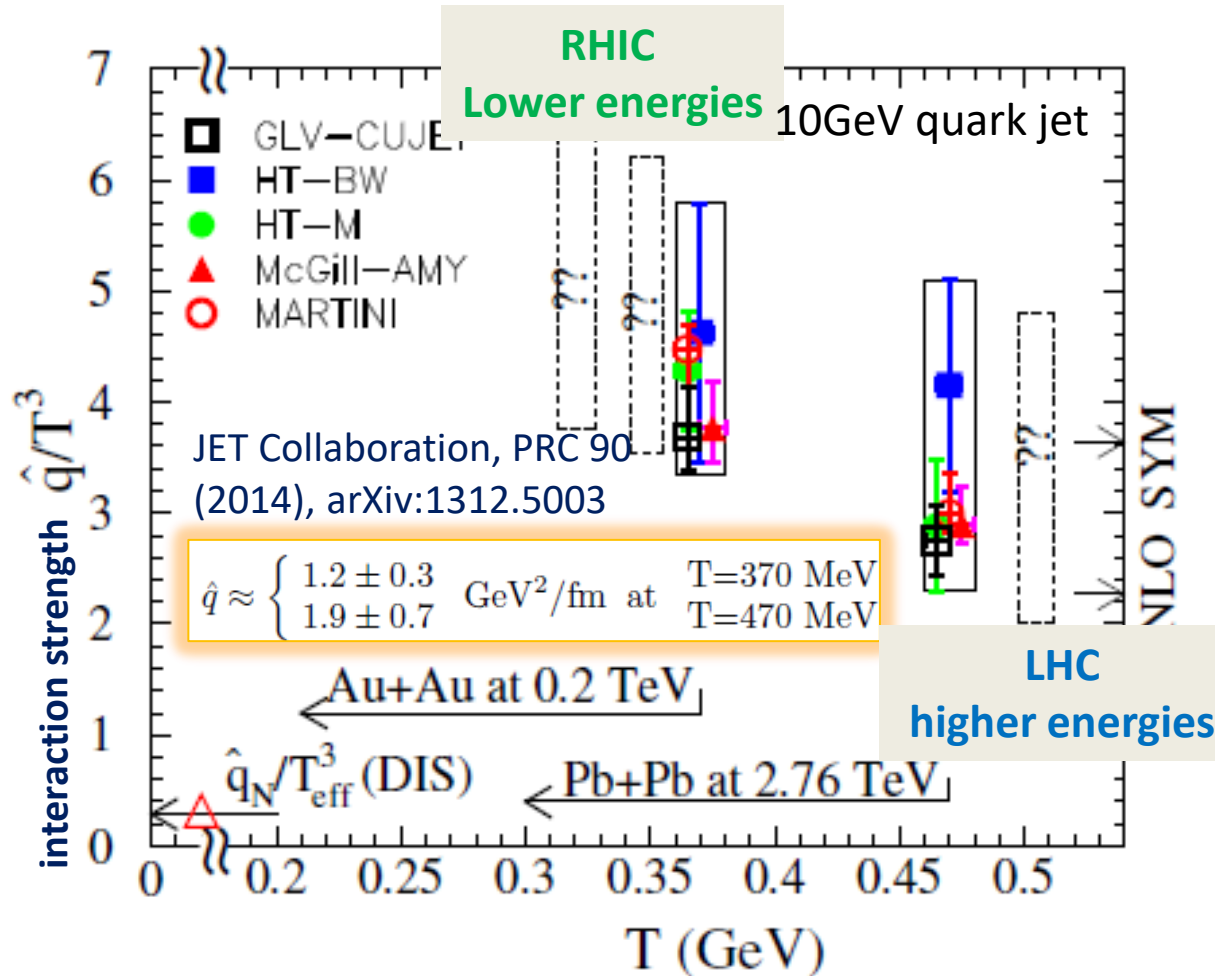 RHIC
Lower energies
10GeV quark jet
GLV-CUJET
HT-BW
HT-M
McGill-AMY
MARTINI
7
6
5
4
3
2
1
0
interaction strength q̂/T³
??
??
??
JET Collaboration, PRC 90
(2014), arXiv:1312.5003
q̂ ≈ { 1.2 ± 0.3 GeV²/fm at T=370 MeV
1.9 ± 0.7 T=470 MeV
NLO SYM
LHC
higher energies
Au+Au at 0.2 TeV
q̂_N/T³_eff (DIS)
Pb+Pb at 2.76 TeV
0 0.2 0.25 0.3 0.35 0.4 0.45 0.5
T (GeV)